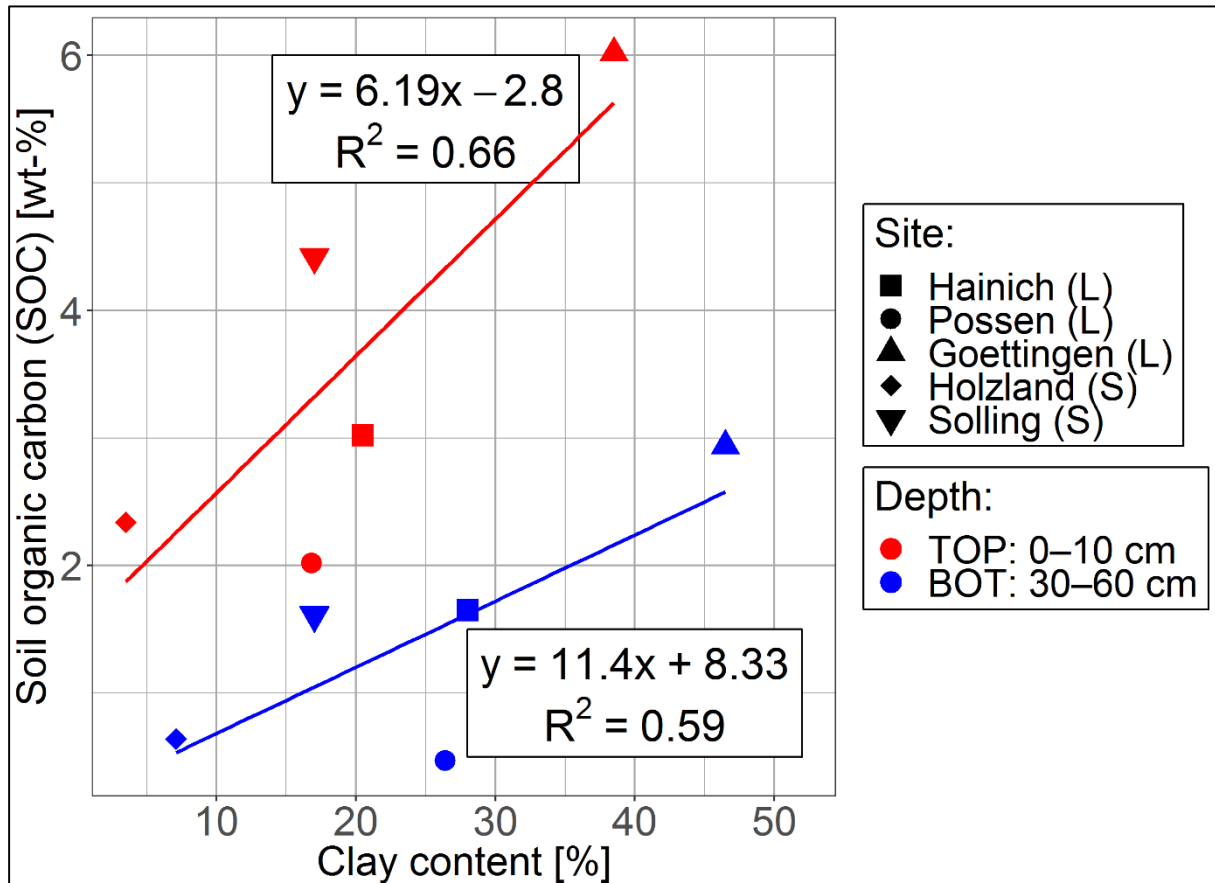 Soil organic carbon (SOC) [wt-%]
6
4
2
y = 6.19x − 2.8
R² = 0.66
y = 11.4x + 8.33
R² = 0.59
10 20 30 40 50
Clay content [%]
Site:
Hainich (L)
Possen (L)
Goettingen (L)
Holzland (S)
Solling (S)
Depth:
TOP: 0–10 cm
BOT: 30–60 cm